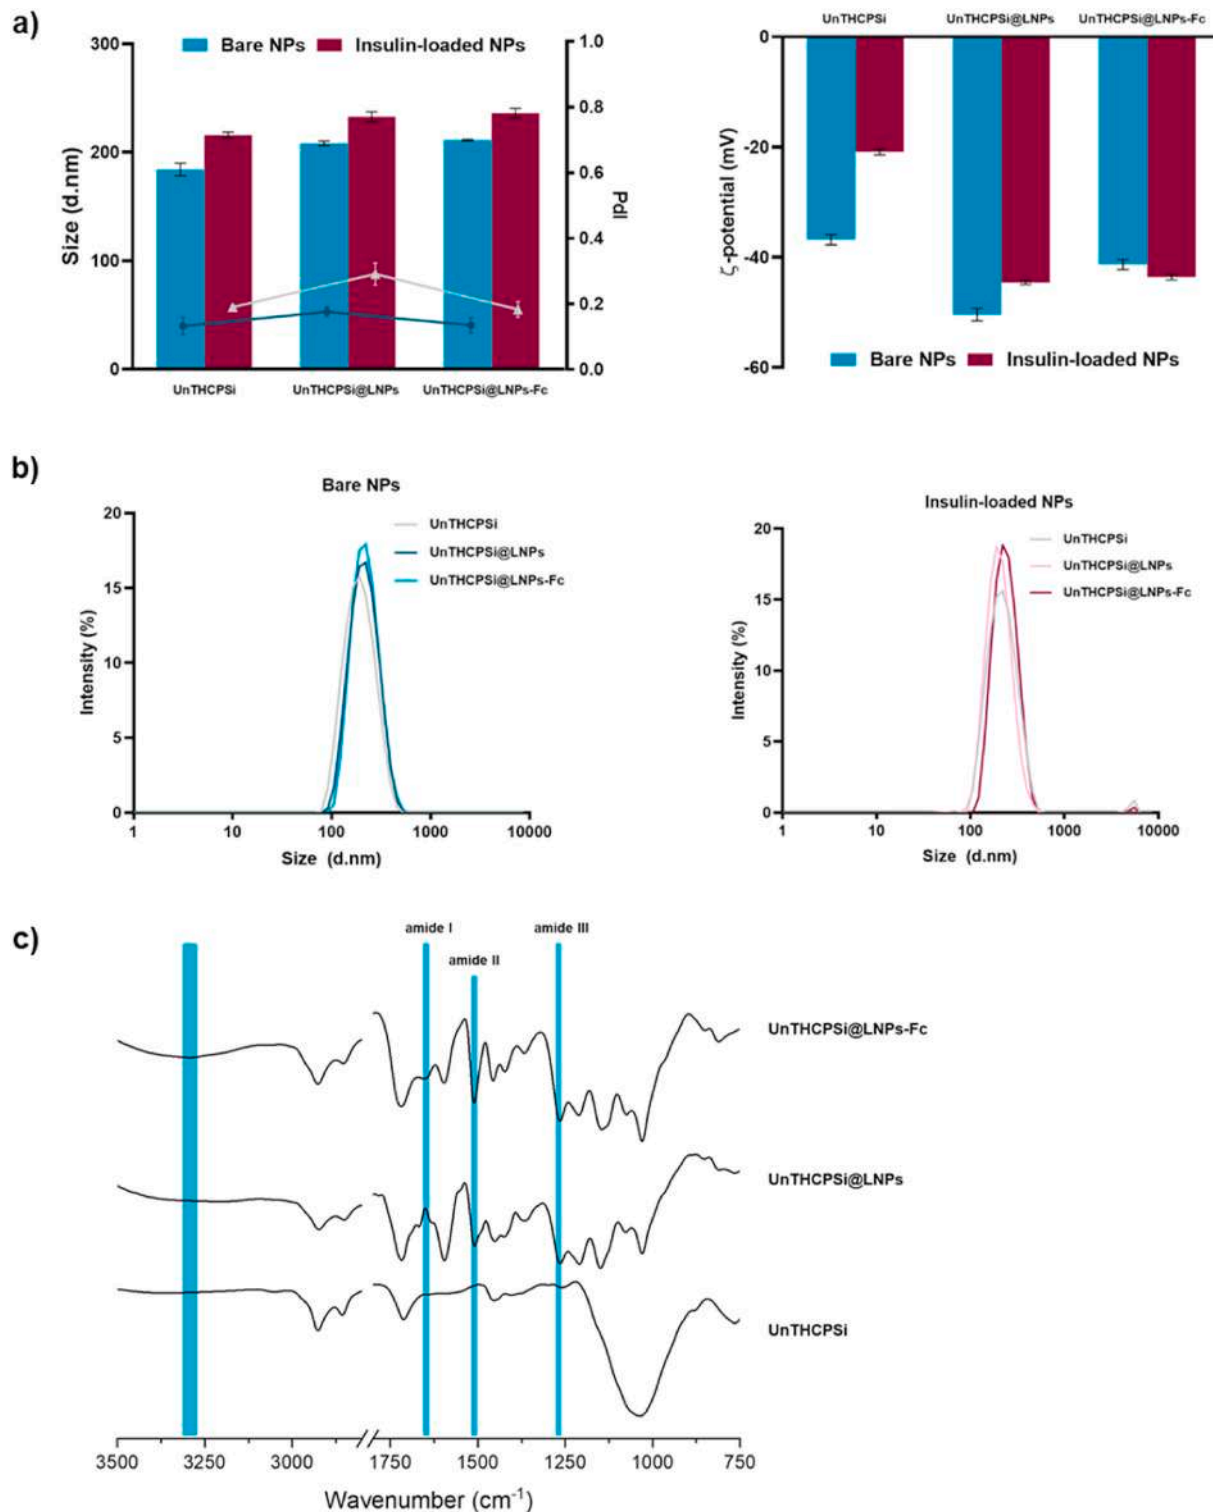 a)
Bare NPs Insulin-loaded NPs
300
200
100
0
Size (d.nm)
1.0
0.8
0.6
0.4
0.2
0.0
PdI
UnTHCPSi UnTHCPSi@LNPs UnTHCPSi@LNPs-Fc
UnTHCPSi UnTHCPSi@LNPs UnTHCPSi@LNPs-Fc
0
-20
-40
-60
ζ-potential (mV)
Bare NPs Insulin-loaded NPs
b)
Bare NPs
20
15
10
5
0
Intensity (%)
UnTHCPSi
UnTHCPSi@LNPs
UnTHCPSi@LNPs-Fc
1 10 100 1000 10000
Size (d.nm)
Insulin-loaded NPs
20
15
10
5
0
Intensity (%)
UnTHCPSi
UnTHCPSi@LNPs
UnTHCPSi@LNPs-Fc
1 10 100 1000 10000
Size (d.nm)
c)
amide I
amide II
amide III
UnTHCPSi@LNPs-Fc
UnTHCPSi@LNPs
UnTHCPSi
3500 3250 3000 1750 1500 1250 1000 750
Wavenumber (cm⁻¹)